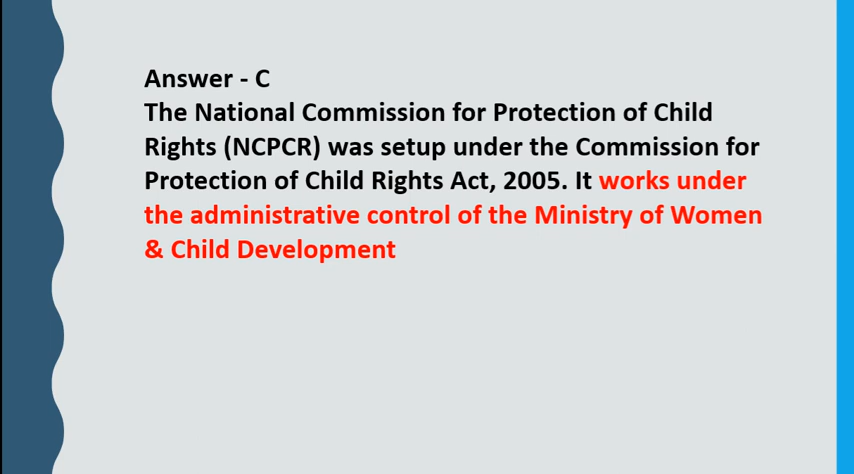 Answer - C
The National Commission for Protection of Child
Rights (NCPCR) was setup under the Commission for
Protection of Child Rights Act, 2005. It works under
the administrative control of the Ministry of Women
& Child Development